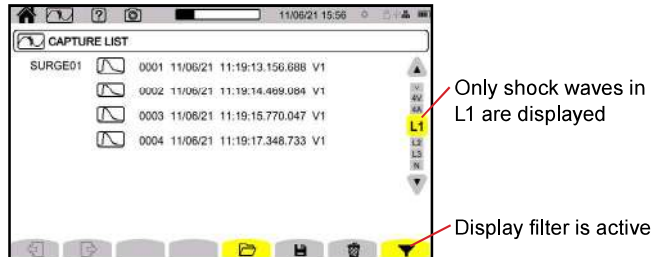 11/06/21 15:56
CAPTURE LIST
SURGE01 0001 11/06/21 11:19:13.156.688 V1
0002 11/06/21 11:19:14.469.084 V1
0003 11/06/21 11:19:15.770.047 V1
0004 11/06/21 11:19:17.348.733 V1
4V
4A
L1
L2
L3
N
Only shock waves in
L1 are displayed
Display filter is active